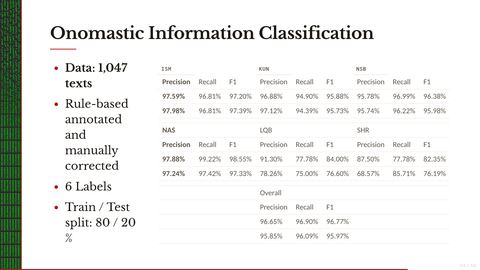 Onomastic Information Classification
Data: 1,047
texts
Rule-based
annotated
and
manually
corrected
6 Labels
Train / Test
split: 80 / 20
%
ISM KUN NSB
Precision Recall F1 Precision Recall F1 Precision Recall F1
97.59% 96.81% 97.20% 96.88% 94.90% 95.88% 95.78% 96.99% 96.38%
97.98% 96.81% 97.39% 97.12% 94.39% 95.73% 95.74% 96.22% 95.98%
NAS LQB SHR
Precision Recall F1 Precision Recall F1 Precision Recall F1
97.88% 99.22% 98.55% 91.30% 77.78% 84.00% 87.50% 77.78% 82.35%
97.24% 97.42% 97.33% 78.26% 75.00% 76.60% 68.57% 85.71% 76.19%
Overall
Precision Recall F1
96.65% 96.90% 96.77%
95.85% 96.09% 95.97%